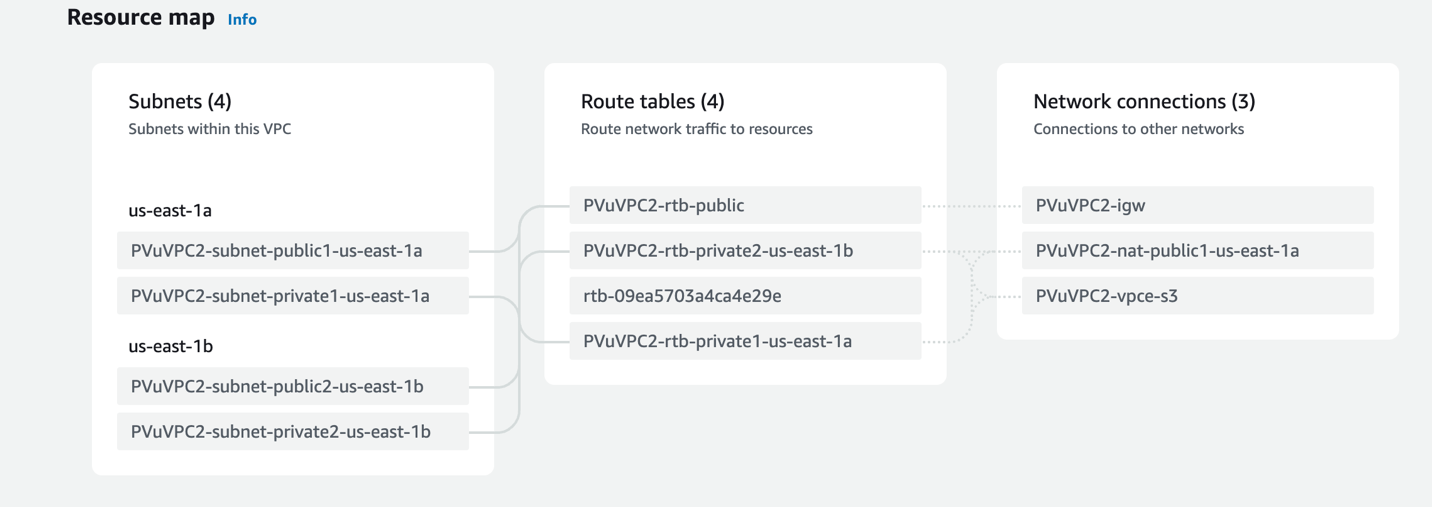 Resource map Info
Subnets (4)
Subnets within this VPC
us-east-1a
PVuVPC2-subnet-public1-us-east-1a
PVuVPC2-subnet-private1-us-east-1a
us-east-1b
PVuVPC2-subnet-public2-us-east-1b
PVuVPC2-subnet-private2-us-east-1b
Route tables (4)
Route network traffic to resources
PVuVPC2-rtb-public
PVuVPC2-rtb-private2-us-east-1b
rtb-09ea5703a4ca4e29e
PVuVPC2-rtb-private1-us-east-1a
Network connections (3)
Connections to other networks
PVuVPC2-igw
PVuVPC2-nat-public1-us-east-1a
PVuVPC2-vpce-s3